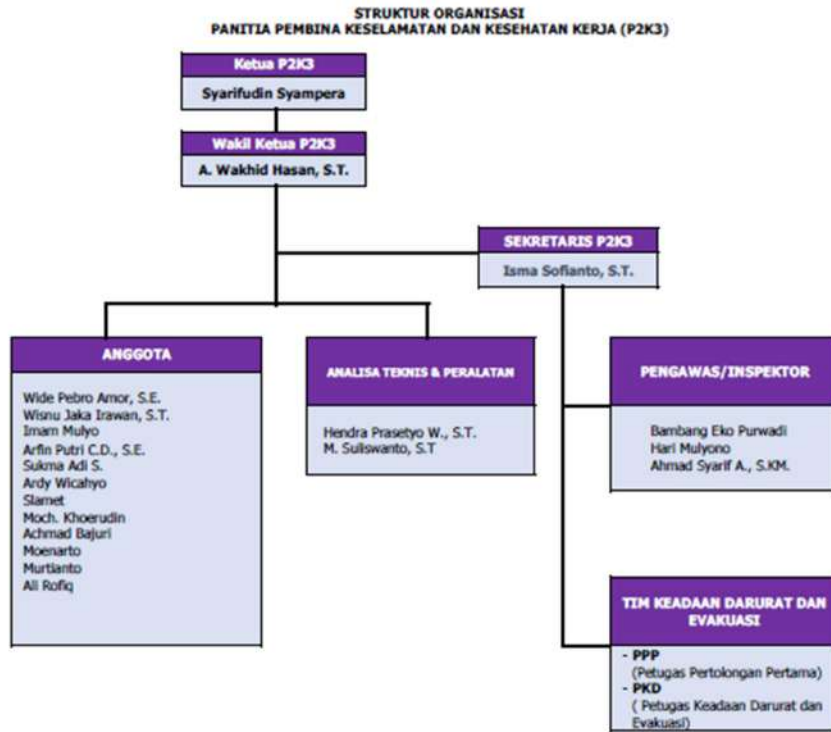 STRUKTUR ORGANISASI
PANITIA PEMBINA KESELAMATAN DAN KESEHATAN KERJA (P2K3)
Ketua P2K3
Syarifudin Syampera
Wakil Ketua P2K3
A. Wakhid Hasan, S.T.
SEKRETARIS P2K3
Isma Sofianto, S.T.
ANGGOTA
Wide Pebro Amor, S.E.
Wisnu Jaka Irawan, S.T.
Imam Mulyo
Arfin Putri C.D., S.E.
Sukma Adi S.
Ardy Wicahyo
Slamet
Moch. Khoerudin
Achmad Bajuri
Moenarto
Murtianto
Ali Rofiq
ANALISA TEKNIS & PERALATAN
Hendra Prasetyo W., S.T.
M. Suliswanto, S.T
PENGAWAS/INSPEKTOR
Bambang Eko Purwadi
Hari Mulyono
Ahmad Syarif A., S.KM.
TIM KEADAAN DARURAT DAN
EVAKUASI
- PPP
(Petugas Pertolongan Pertama)
- PKD
( Petugas Keadaan Darurat dan
Evakuasi)